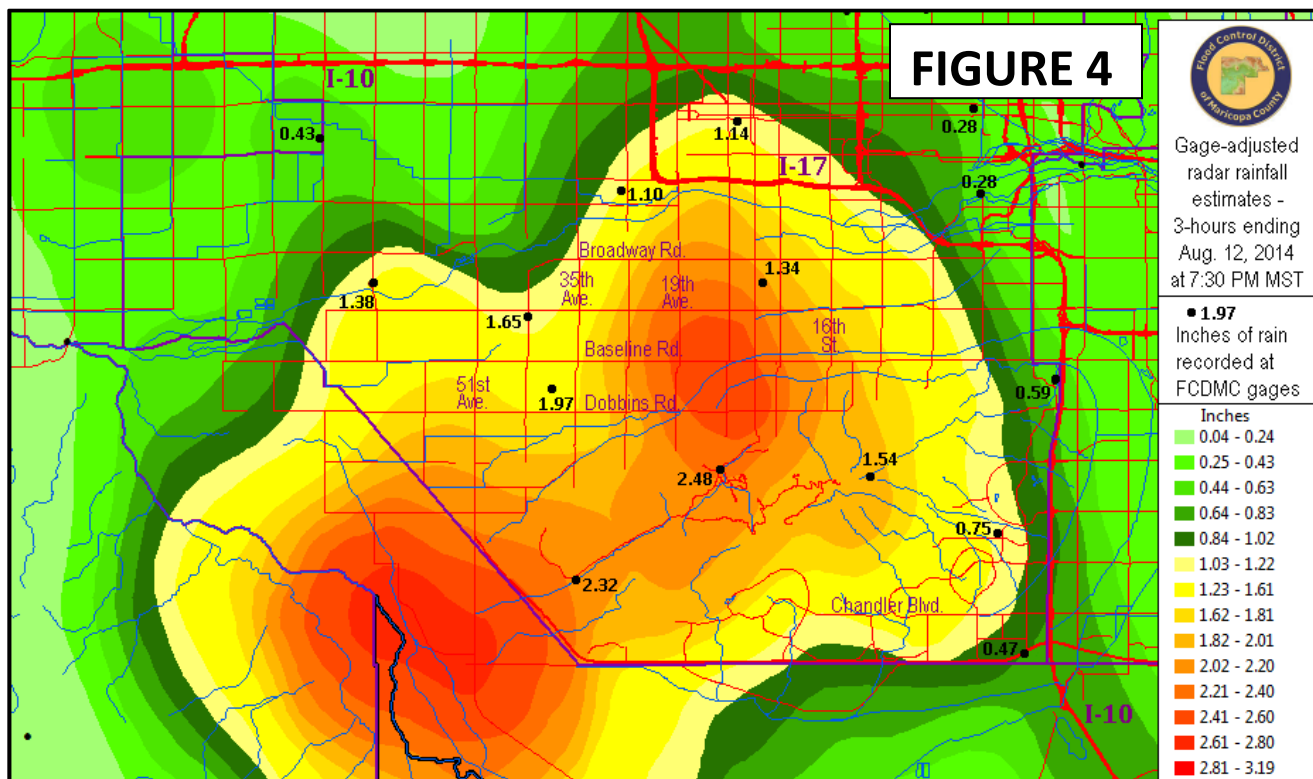 FIGURE 4
I-10
0.43
1.14
0.28
I-17
0.28
1.10
Broadway Rd.
1.34
35th
Ave.
19th
Ave.
1.38
1.65
16th
St.
Baseline Rd.
51st
Ave.
1.97
Dobbins Rd.
0.59
2.48
1.54
0.75
2.32
Chandler Blvd.
0.47
I-10
Flood Control District
of Maricopa County
Gage-adjusted
radar rainfall
estimates -
3-hours ending
Aug. 12, 2014
at 7:30 PM MST
1.97
Inches of rain
recorded at
FCDMC gages
Inches
0.04 - 0.24
0.25 - 0.43
0.44 - 0.63
0.64 - 0.83
0.84 - 1.02
1.03 - 1.22
1.23 - 1.61
1.62 - 1.81
1.82 - 2.01
2.02 - 2.20
2.21 - 2.40
2.41 - 2.60
2.61 - 2.80
2.81 - 3.19